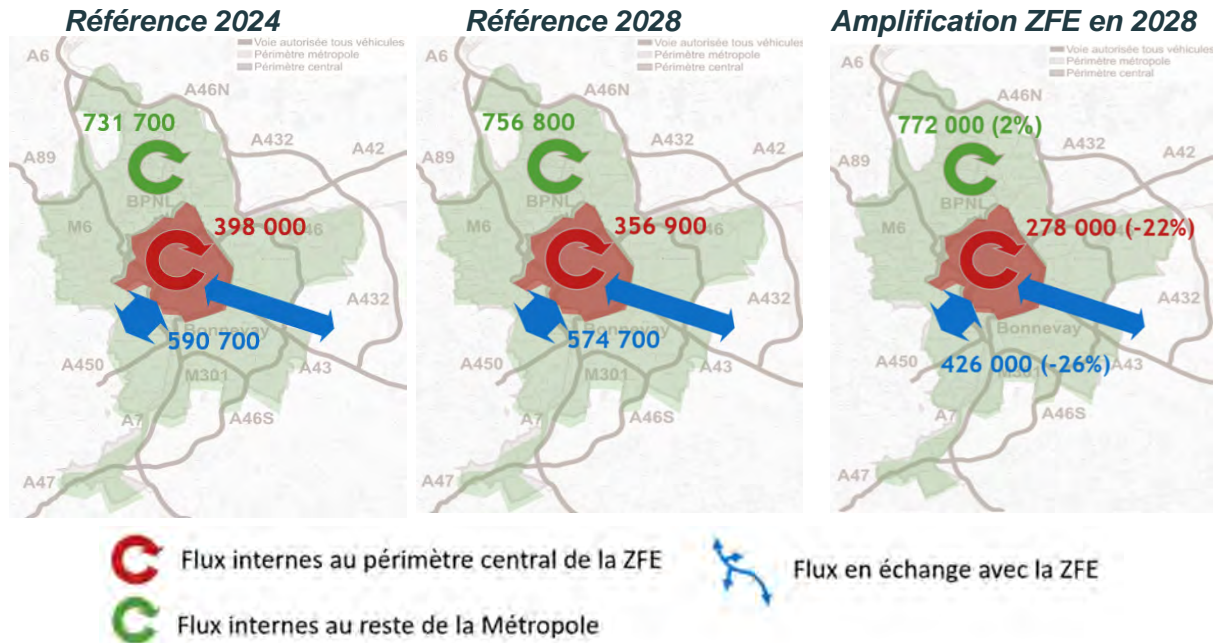 Référence 2024
Référence 2028
Amplification ZFE en 2028
Voie autorisée tous véhicules
Périmètre métropole
Périmètre central
A6
A46N
731 700
A432
A89
A42
BPNL
M6
398 000
46
A432
Bonnevay
590 700
A450
A43
M301
A7
A46S
A47
Voie autorisée tous véhicules
Périmètre métropole
Périmètre central
A6
A46N
756 800
A432
A89
A42
BPNL
M6
356 900
46
A432
Bonnevay
574 700
A450
A43
M301
A7
A46S
A47
Voie autorisée tous véhicules
Périmètre métropole
Périmètre central
A6
A46N
772 000 (2%)
A432
A89
A42
BPNL
M6
278 000 (-22%)
A432
Bonnevay
A450
A43
426 000 (-26%)
A7
A46S
A47
Flux internes au périmètre central de la ZFE
Flux en échange avec la ZFE
Flux internes au reste de la Métropole